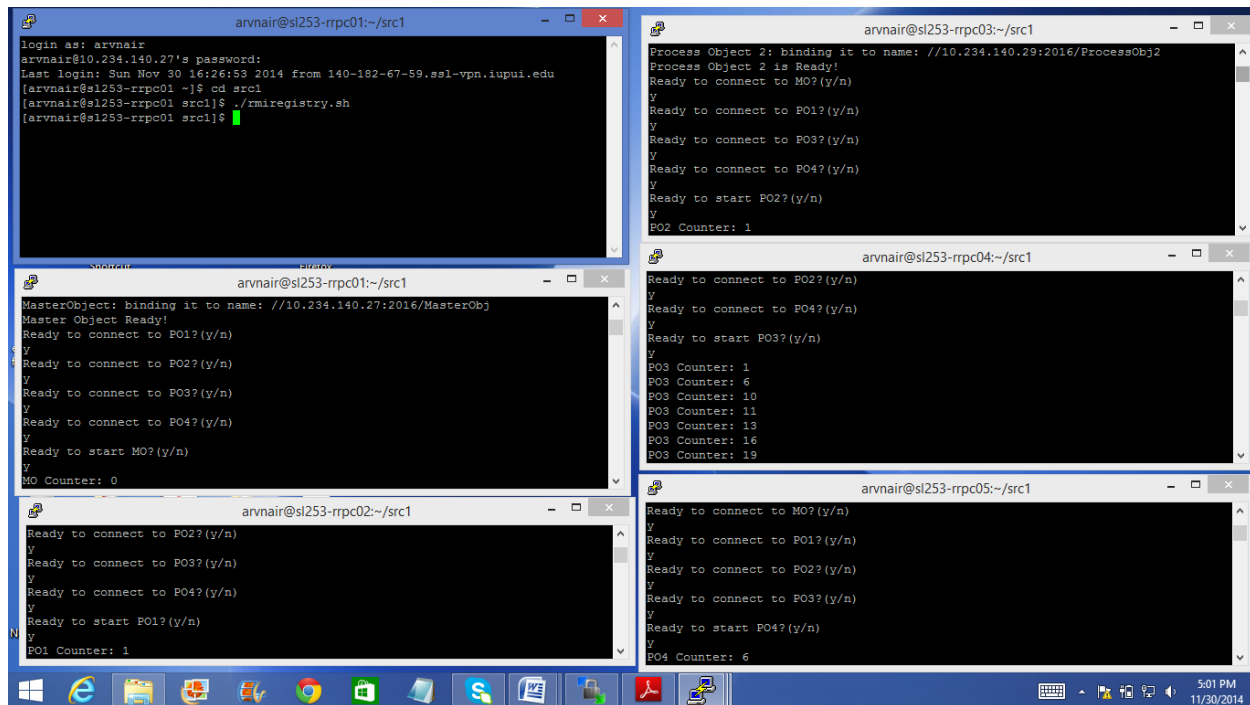 arvnair@sl253-rrpc01:~/src1
login as: arvnair
arvnair@10.234.140.27's password:
Last login: Sun Nov 30 16:26:53 2014 from 140-182-67-59.ssl-vpn.iupui.edu
[arvnair@sl253-rrpc01 ~]$ cd src1
[arvnair@sl253-rrpc01 src1]$ ./rmiregistry.sh
[arvnair@sl253-rrpc01 src1]$
Shortcut
Firefox
arvnair@sl253-rrpc01:~/src1
MasterObject: binding it to name: //10.234.140.27:2016/MasterObj
Master Object Ready!
Ready to connect to PO1?(y/n)
y
Ready to connect to PO2?(y/n)
y
Ready to connect to PO3?(y/n)
y
Ready to connect to PO4?(y/n)
y
Ready to start MO?(y/n)
y
MO Counter: 0
arvnair@sl253-rrpc02:~/src1
Ready to connect to PO2?(y/n)
y
Ready to connect to PO3?(y/n)
y
Ready to connect to PO4?(y/n)
y
Ready to start PO1?(y/n)
y
PO1 Counter: 1
N
arvnair@sl253-rrpc03:~/src1
Process Object 2: binding it to name: //10.234.140.29:2016/ProcessObj2
Process Object 2 is Ready!
Ready to connect to MO?(y/n)
y
Ready to connect to PO1?(y/n)
y
Ready to connect to PO3?(y/n)
y
Ready to connect to PO4?(y/n)
y
Ready to start PO2?(y/n)
y
PO2 Counter: 1
arvnair@sl253-rrpc04:~/src1
Ready to connect to PO2?(y/n)
y
Ready to connect to PO4?(y/n)
y
Ready to start PO3?(y/n)
y
PO3 Counter: 1
PO3 Counter: 6
PO3 Counter: 10
PO3 Counter: 11
PO3 Counter: 13
PO3 Counter: 16
PO3 Counter: 19
arvnair@sl253-rrpc05:~/src1
Ready to connect to MO?(y/n)
y
Ready to connect to PO1?(y/n)
y
Ready to connect to PO2?(y/n)
y
Ready to connect to PO3?(y/n)
y
Ready to start PO4?(y/n)
y
PO4 Counter: 6
5:01 PM
11/30/2014